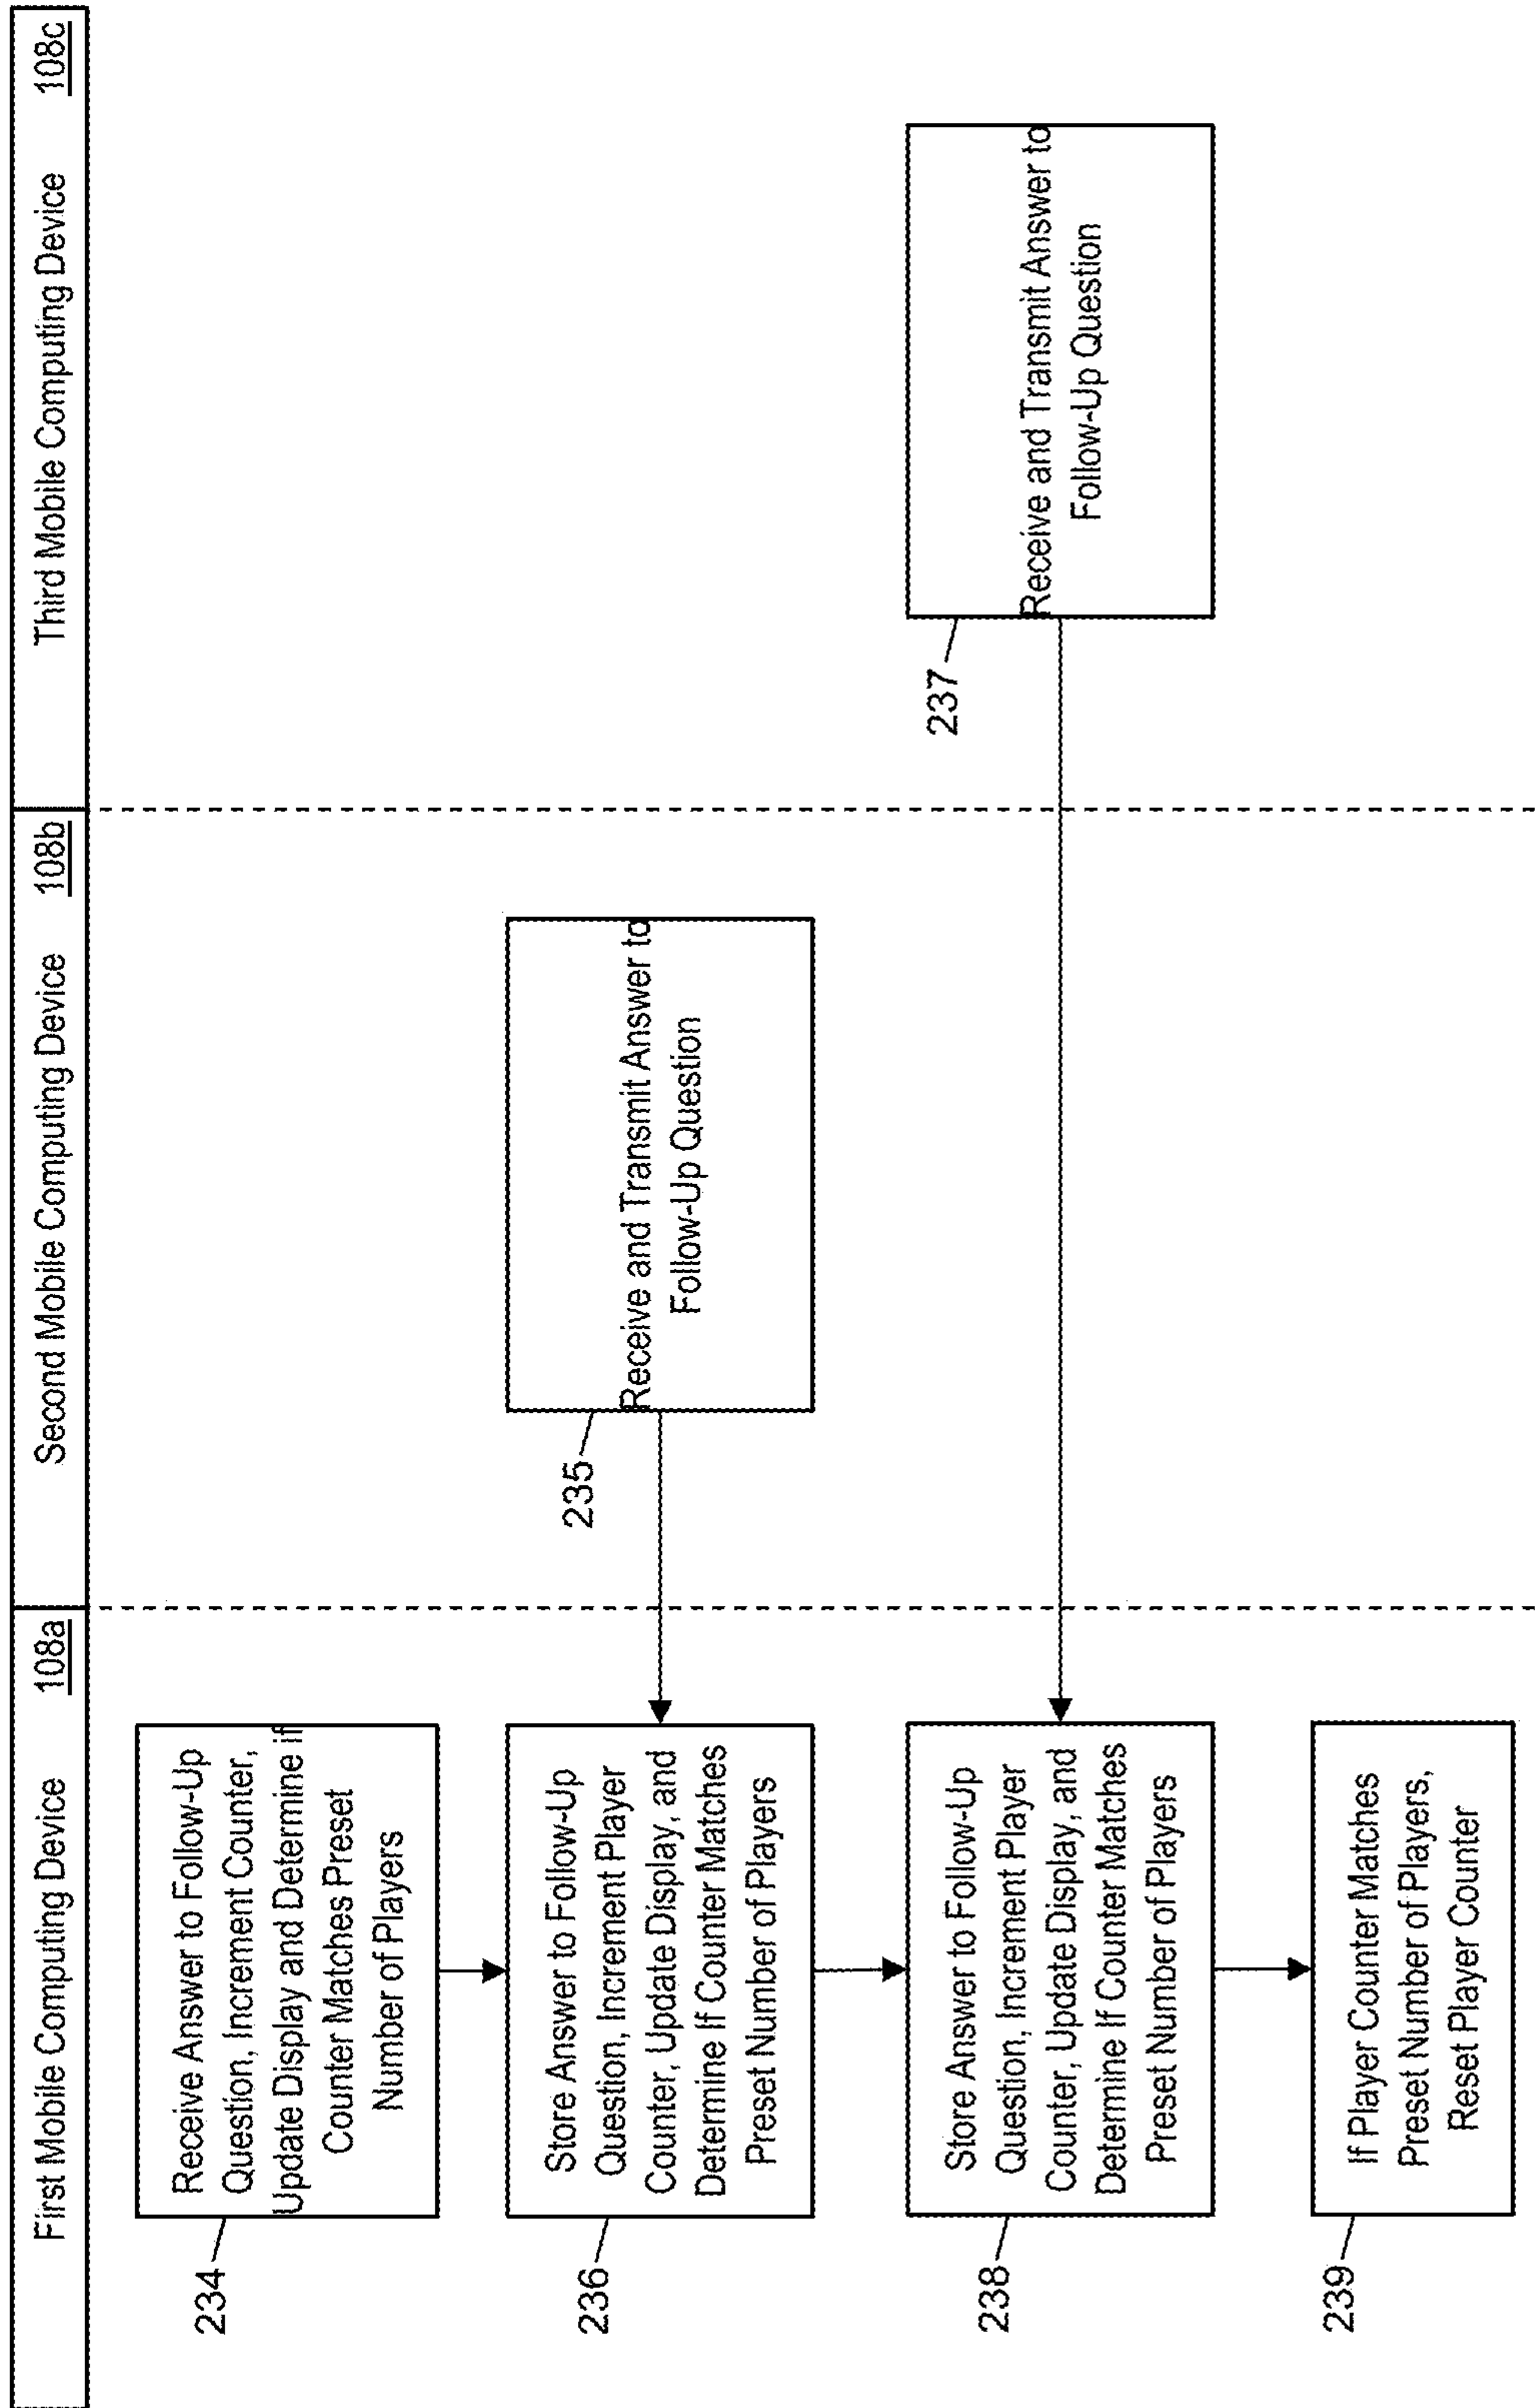 First Mobile Computing Device 108a
Second Mobile Computing Device 108b
Third Mobile Computing Device 108c
234
Receive Answer to Follow-Up
Question, Increment Counter,
Update Display and Determine if
Counter Matches Preset
Number of Players
235
Receive and Transmit Answer to
Follow-Up Question
236
Store Answer to Follow-Up
Question, Increment Player
Counter, Update Display, and
Determine If Counter Matches
Preset Number of Players
237
Receive and Transmit Answer to
Follow-Up Question
238
Store Answer to Follow-Up
Question, Increment Player
Counter, Update Display, and
Determine If Counter Matches
Preset Number of Players
239
If Player Counter Matches
Preset Number of Players,
Reset Player Counter